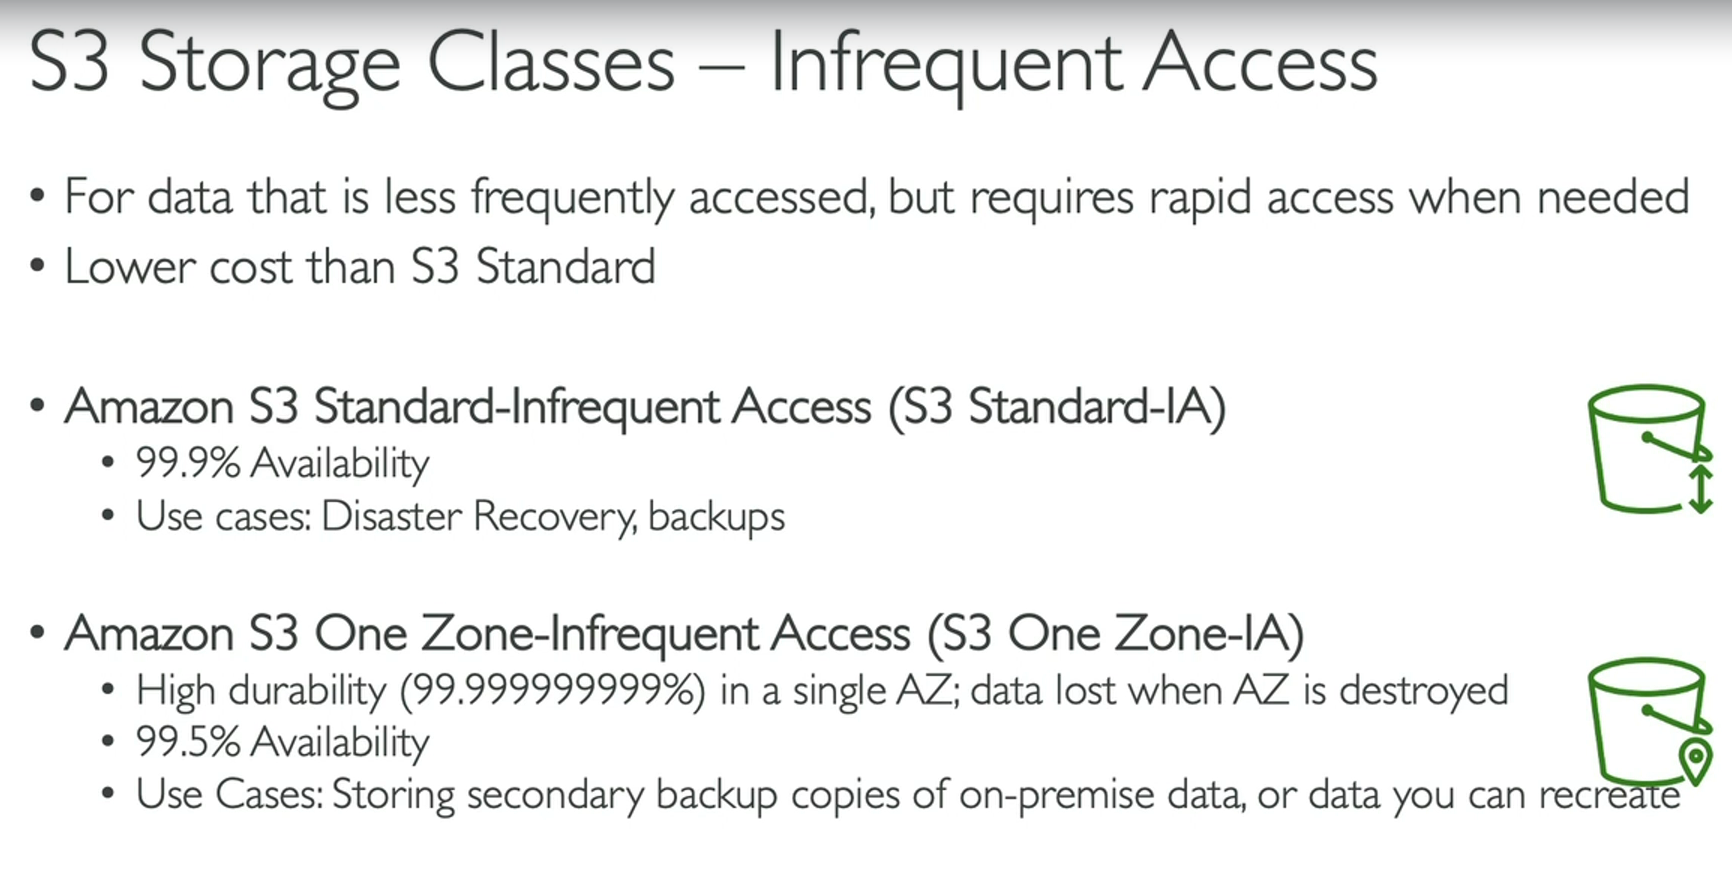 S3 Storage Classes – Infrequent Access
• For data that is less frequently accessed, but requires rapid access when needed
• Lower cost than S3 Standard
• Amazon S3 Standard-Infrequent Access (S3 Standard-IA)
• 99.9% Availability
• Use cases: Disaster Recovery, backups
• Amazon S3 One Zone-Infrequent Access (S3 One Zone-IA)
• High durability (99.999999999%) in a single AZ; data lost when AZ is destroyed
• 99.5% Availability
• Use Cases: Storing secondary backup copies of on-premise data, or data you can recreate